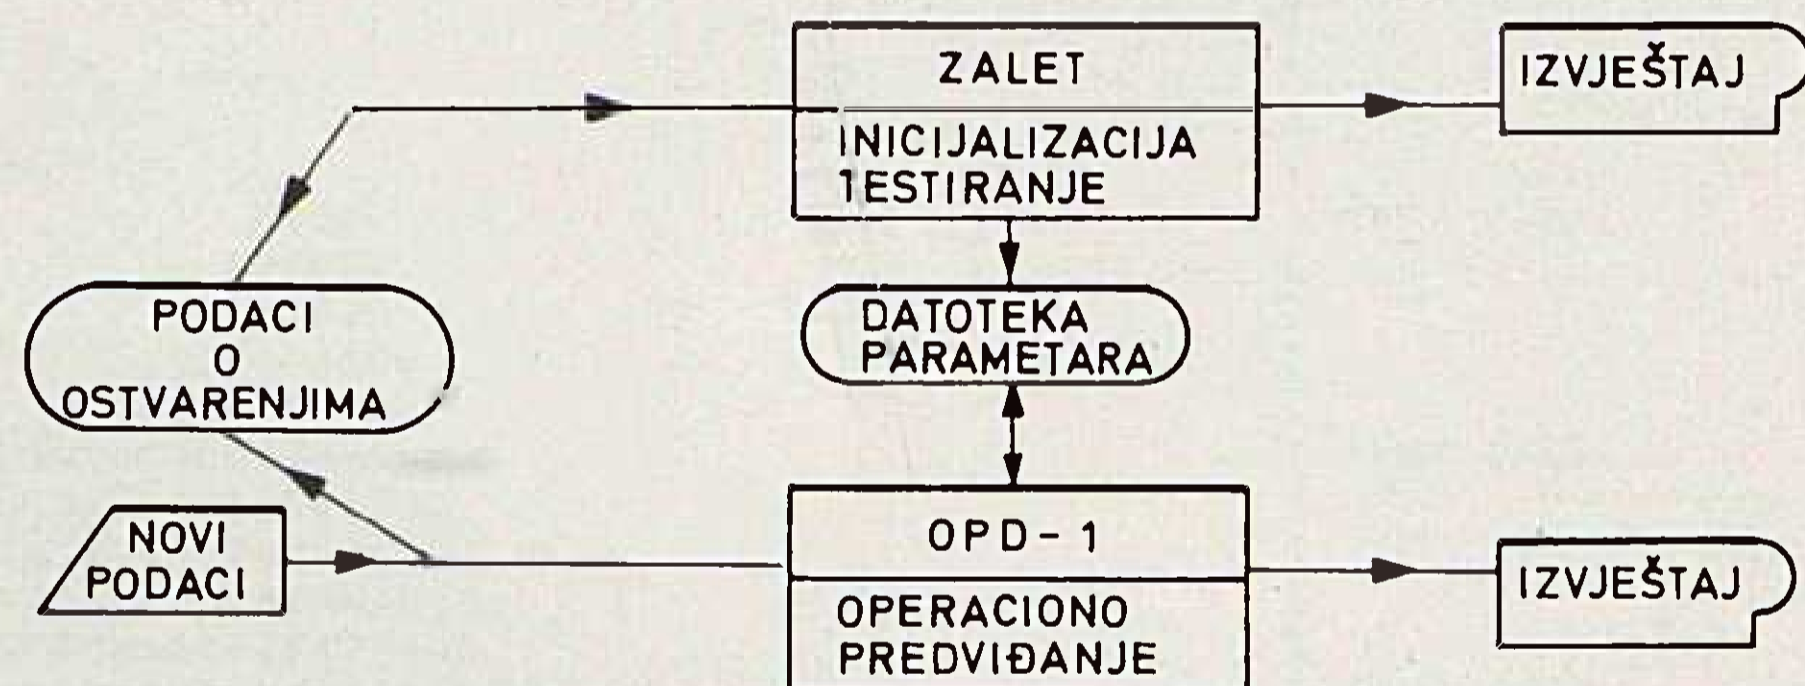 ZALET
INICIJALIZACIJA
TESTIRANJE
IZVJEŠTAJ
PODACI
O
OSTVARENJIMA
DATOTEKA
PARAMETARA
NOVI
PODACI
OPD-1
OPERACIONO
PREDVIĐANJE
IZVJEŠTAJ